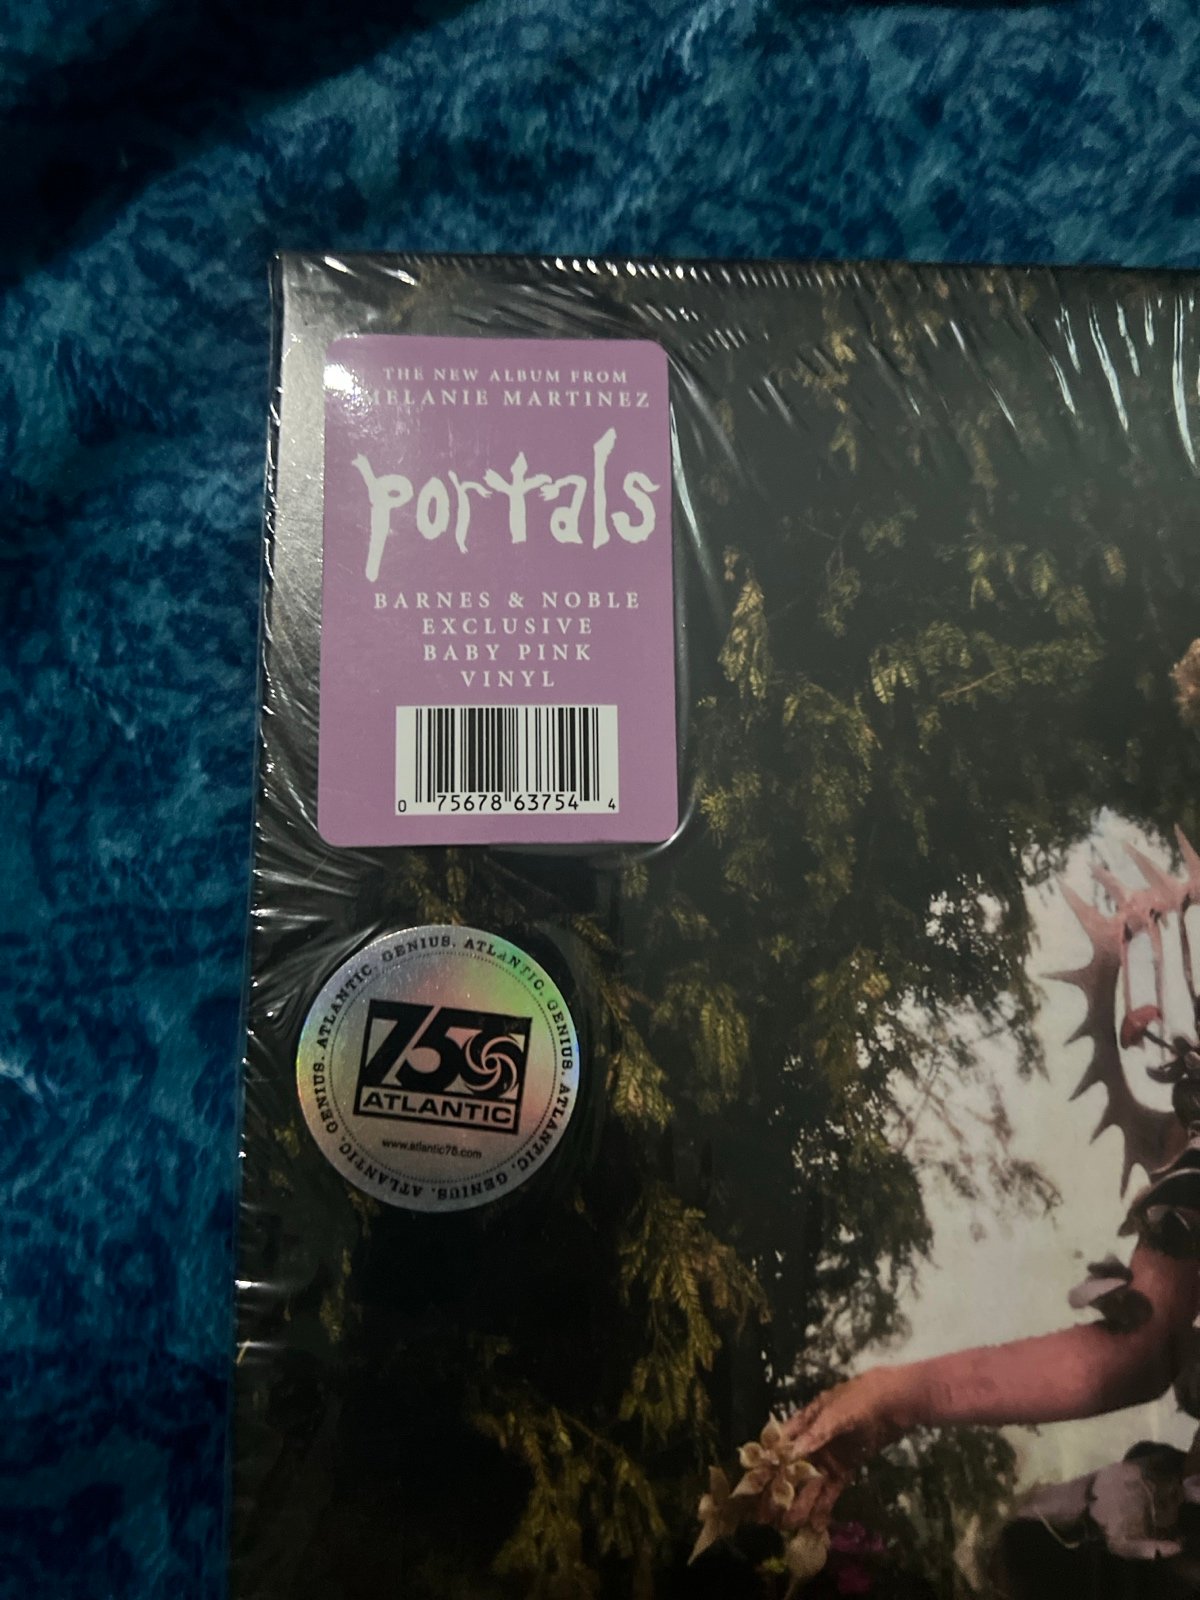 THE NEW ALBUM FROM
MELANIE MARTINEZ
portals
BARNES & NOBLE
EXCLUSIVE
BABY PINK
VINYL
0 75678 63754 4
ATLANTIC. GENIUS. ATLANTIC. GENIUS. ATLANTIC. GENIUS. ATLANTIC. GENIUS.
75
ATLANTIC
www.atlantic75.com